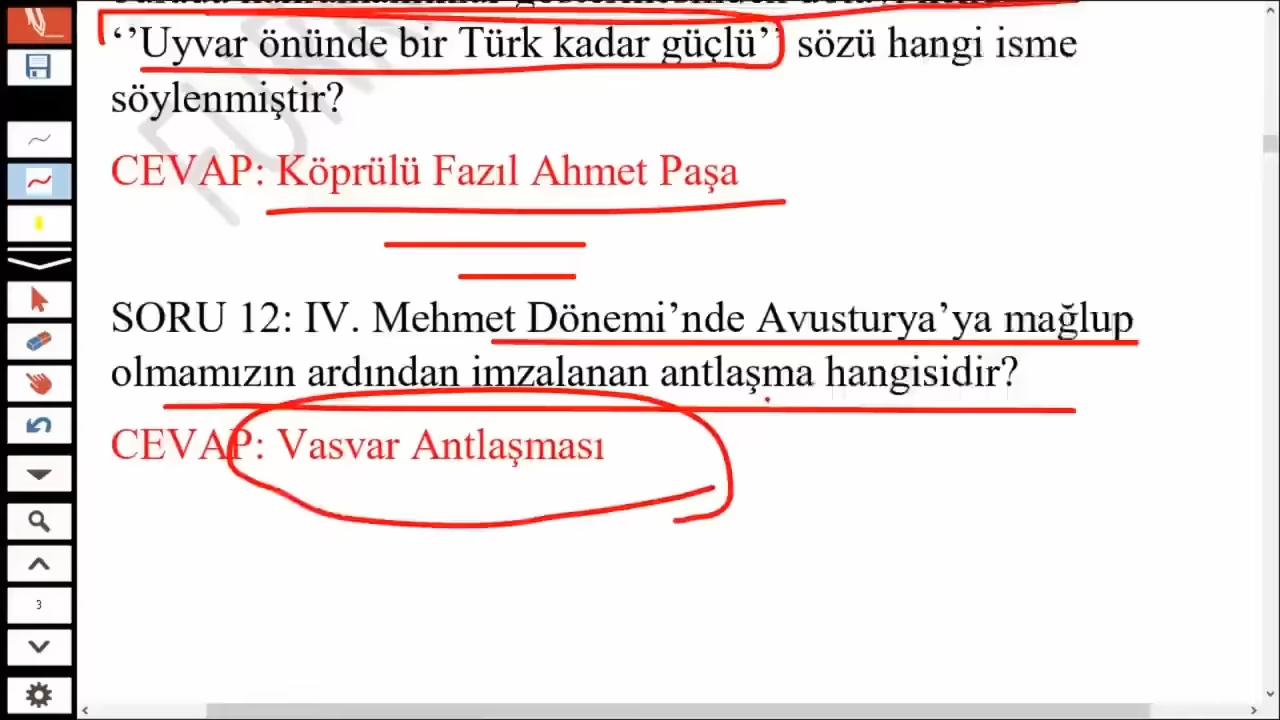 ‘’Uyvar önünde bir Türk kadar güçlü’’ sözü hangi isme
söylenmiştir?
CEVAP: Köprülü Fazıl Ahmet Paşa
SORU 12: IV. Mehmet Dönemi’nde Avusturya’ya mağlup
olmamızın ardından imzalanan antlaşma hangisidir?
CEVAP: Vasvar Antlaşması
3